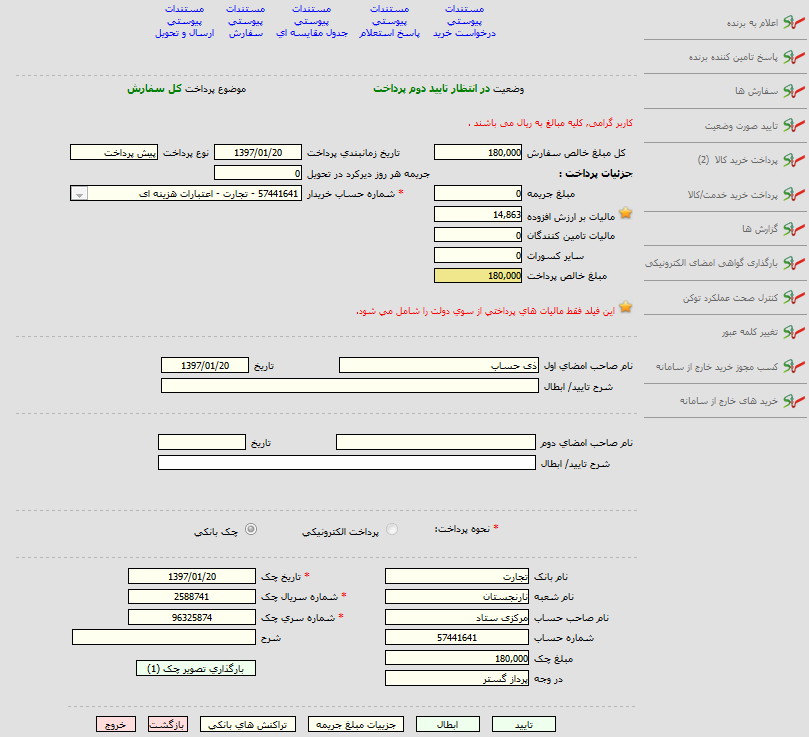 اعلام به برنده
پاسخ تامین کننده برنده
سفارش ها
تایید صورت وضعیت
پرداخت خرید کالا (2)
پرداخت خرید خدمت/کالا
گزارش ها
بارگذاری گواهی امضای الکترونیکی
کنترل صحت عملکرد توکن
تغییر کلمه عبور
کسب مجوز خرید خارج از سامانه
خرید های خارج از سامانه
مستندات پیوستي درخواست خرید
مستندات پیوستي پاسخ استعلام
مستندات پیوستي جدول مقایسه اي
مستندات پیوستي سفارش
مستندات پیوستي ارسال و تحویل
وضعیت در انتظار تایید دوم پرداخت موضوع پرداخت کل سفارش
کاربر گرامی, کلیه مبالغ به ریال می باشند .
کل مبلغ خالص سفارش 180,000 تاریخ زمانبندي پرداخت 1397/01/20 نوع پرداخت پیش پرداخت
جزئیات پرداخت : جریمه هر روز دیرکرد در تحویل 0
مبلغ جریمه 0 * شماره حساب خریدار 57441641 - تجارت - اعتبارات هزینه ای
مالیات بر ارزش افزوده 14,863
مالیات تامین کنندگان 0
سایر کسورات 0
مبلغ خالص پرداخت 180,000
این فیلد فقط مالیات هاي پرداختي از سوي دولت را شامل مي شود.
نام صاحب امضاي اول ذی حساب تاریخ 1397/01/20
شرح تایید/ ابطال
نام صاحب امضاي دوم تاریخ
شرح تایید/ ابطال
* نحوه پرداخت: پرداخت الکترونیکي چک بانکي
نام بانک تجارت * تاریخ چک 1397/01/20
نام شعبه نارنجستان * شماره سریال چک 2588741
نام صاحب حساب مرکزی ستاد * شماره سري چک 96325874
شماره حساب 57441641 شرح
مبلغ چک 180,000
بارگذاري تصویر چک (1)
در وجه پرداز گستر
تایید ابطال جزییات مبلغ جریمه تراکنش هاي بانکي بازگشت خروج